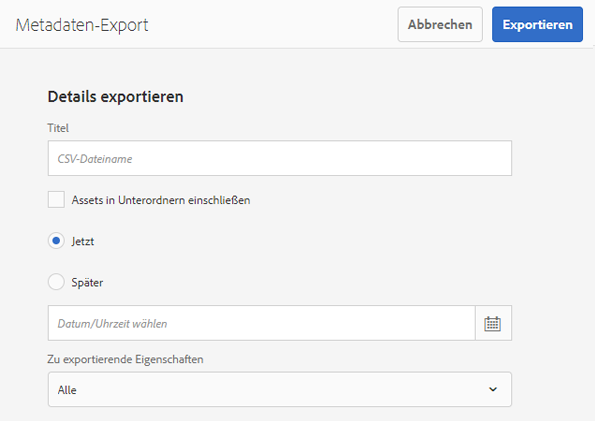 Metadaten-Export
Abbrechen
Exportieren
Details exportieren
Titel
CSV-Dateiname
Assets in Unterordnern einschließen
Jetzt
Später
Datum/Uhrzeit wählen
Zu exportierende Eigenschaften
Alle